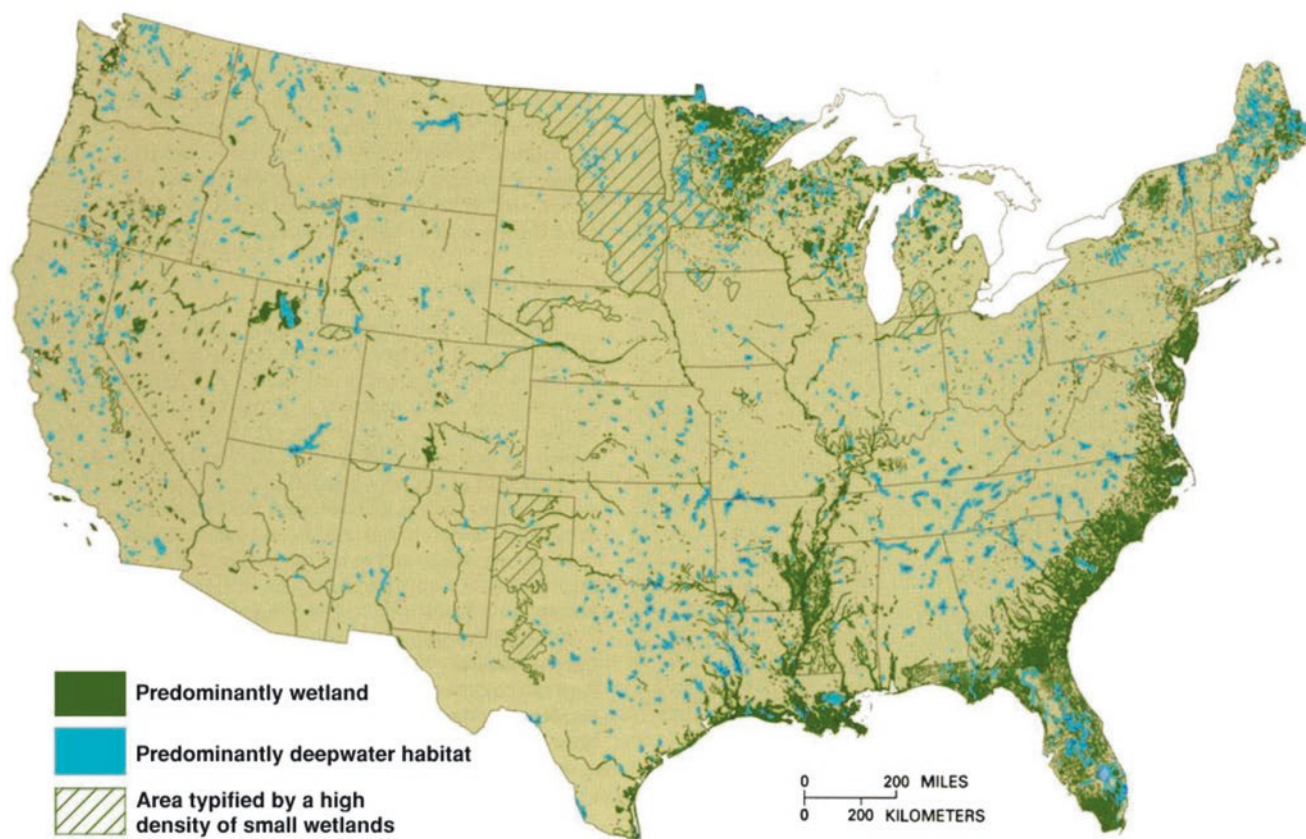 Predominantly wetland
Predominantly deepwater habitat
Area typified by a high
density of small wetlands
0 200 MILES
0 200 KILOMETERS